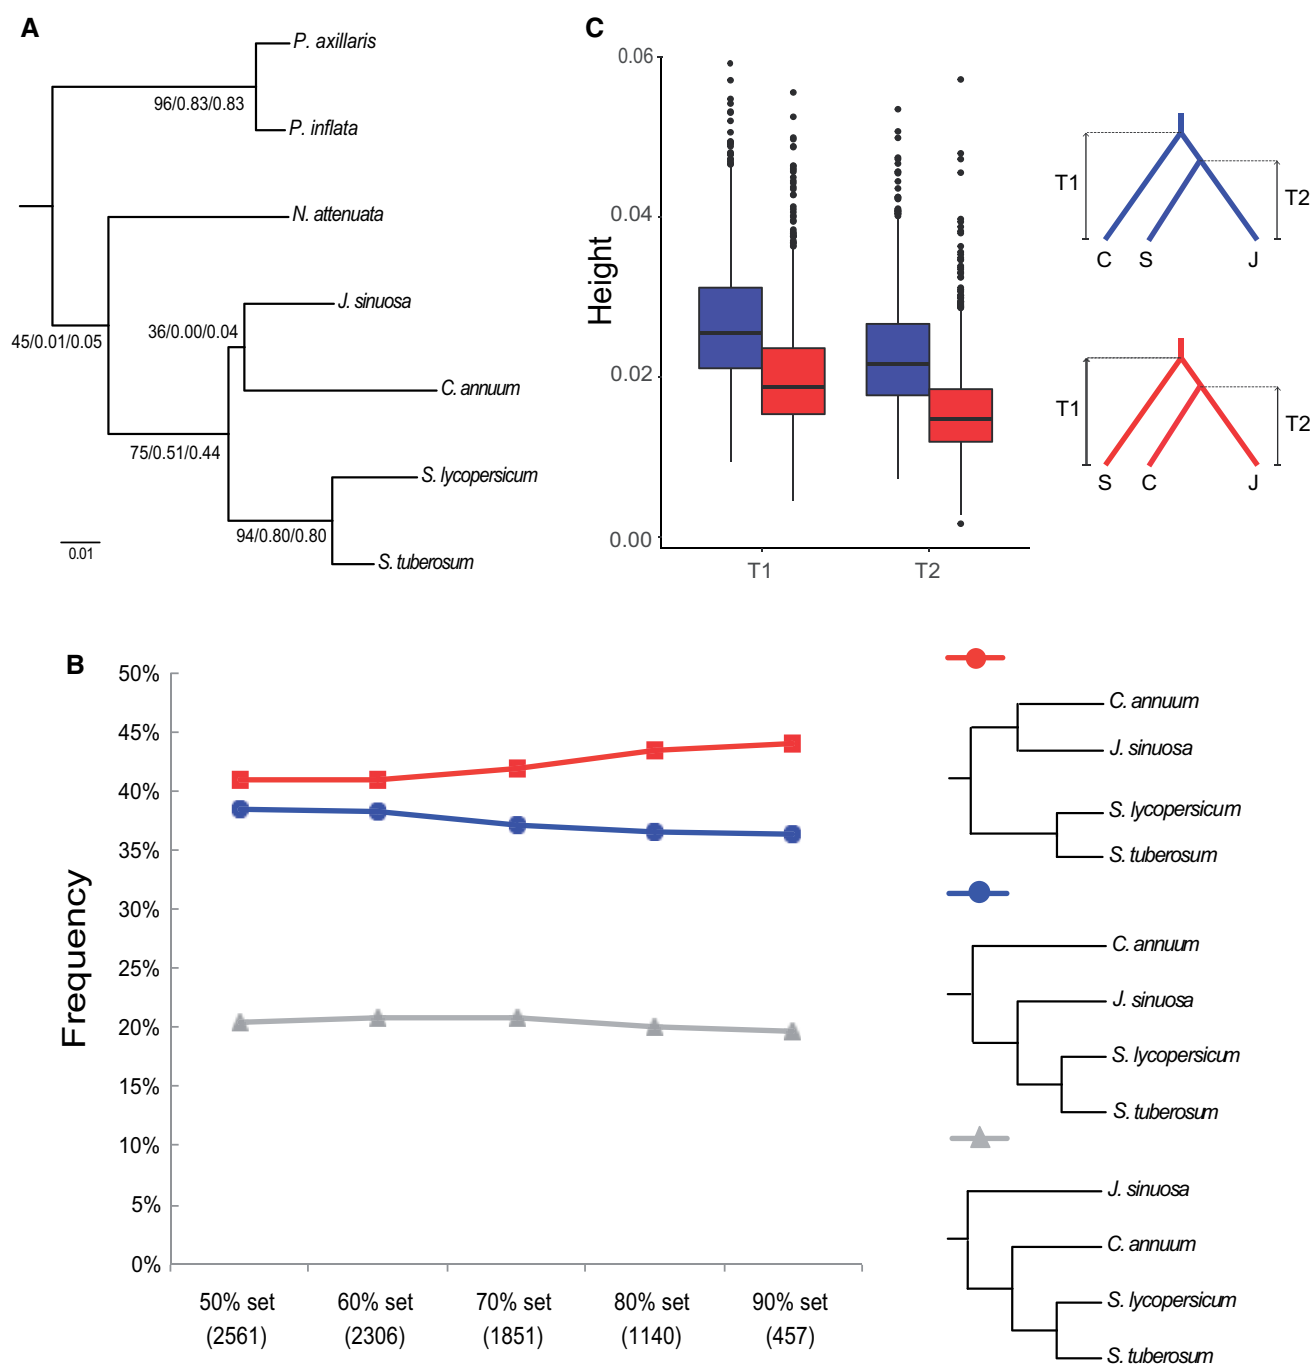 A
P. axillaris
96/0.83/0.83
P. inflata
N. attenuata
J. sinuosa
36/0.00/0.04
45/0.01/0.05
C. annuum
75/0.51/0.44
S. lycopersicum
94/0.80/0.80
S. tuberosum
0.01
C
Height
0.06
0.04
0.02
0.00
T1
T2
T1
T2
C
S
J
T1
T2
S
C
J
B
Frequency
50%
45%
40%
35%
30%
25%
20%
15%
10%
5%
0%
50% set
60% set
70% set
80% set
90% set
(2561)
(2306)
(1851)
(1140)
(457)
C. annuum
J. sinuosa
S. lycopersicum
S. tuberosum
C. annuum
J. sinuosa
S. lycopersicum
S. tuberosum
J. sinuosa
C. annuum
S. lycopersicum
S. tuberosum